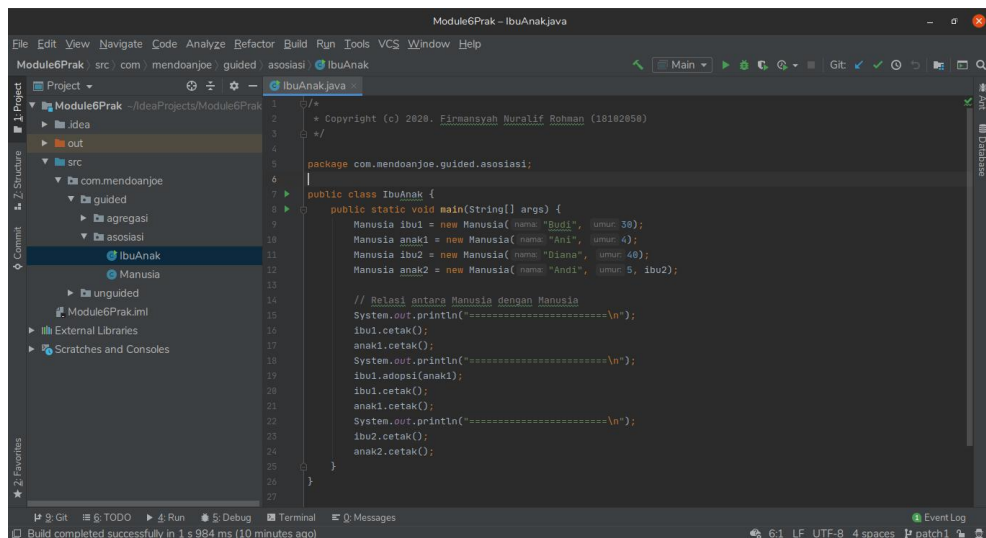 Module6Prak – IbuAnak.java
File Edit View Navigate Code Analyze Refactor Build Run Tools VCS Window Help
Module6Prak src com mendoanjoe guided asosiasi IbuAnak
Main
Git:
1: Project
Z: Structure
Commit
2: Favorites
Project
Module6Prak ~/IdeaProjects/Module6Prak
.idea
out
src
com.mendoanjoe
guided
agregasi
asosiasi
IbuAnak
Manusia
unguided
Module6Prak.iml
External Libraries
Scratches and Consoles
IbuAnak.java
1 /*
2 * Copyright (c) 2020. Firmansyah Nuralif Rohman (18102050)
3 */
4
5 package com.mendoanjoe.guided.asosiasi;
6
7 public class IbuAnak {
8 public static void main(String[] args) {
9 Manusia ibu1 = new Manusia( nama: "Budi", umur: 30);
10 Manusia anak1 = new Manusia( nama: "Ani", umur: 4);
11 Manusia ibu2 = new Manusia( nama: "Diana", umur: 40);
12 Manusia anak2 = new Manusia( nama: "Andi", umur: 5, ibu2);
13
14 // Relasi antara Manusia dengan Manusia
15 System.out.println("========================\n");
16 ibu1.cetak();
17 anak1.cetak();
18 System.out.println("========================\n");
19 ibu1.adopsi(anak1);
20 ibu1.cetak();
21 anak1.cetak();
22 System.out.println("========================\n");
23 ibu2.cetak();
24 anak2.cetak();
25 }
26 }
27
Ant
Database
9: Git 6: TODO 4: Run 5: Debug Terminal 0: Messages Event Log
Build completed successfully in 1 s 984 ms (10 minutes ago) 6:1 LF UTF-8 4 spaces patch1